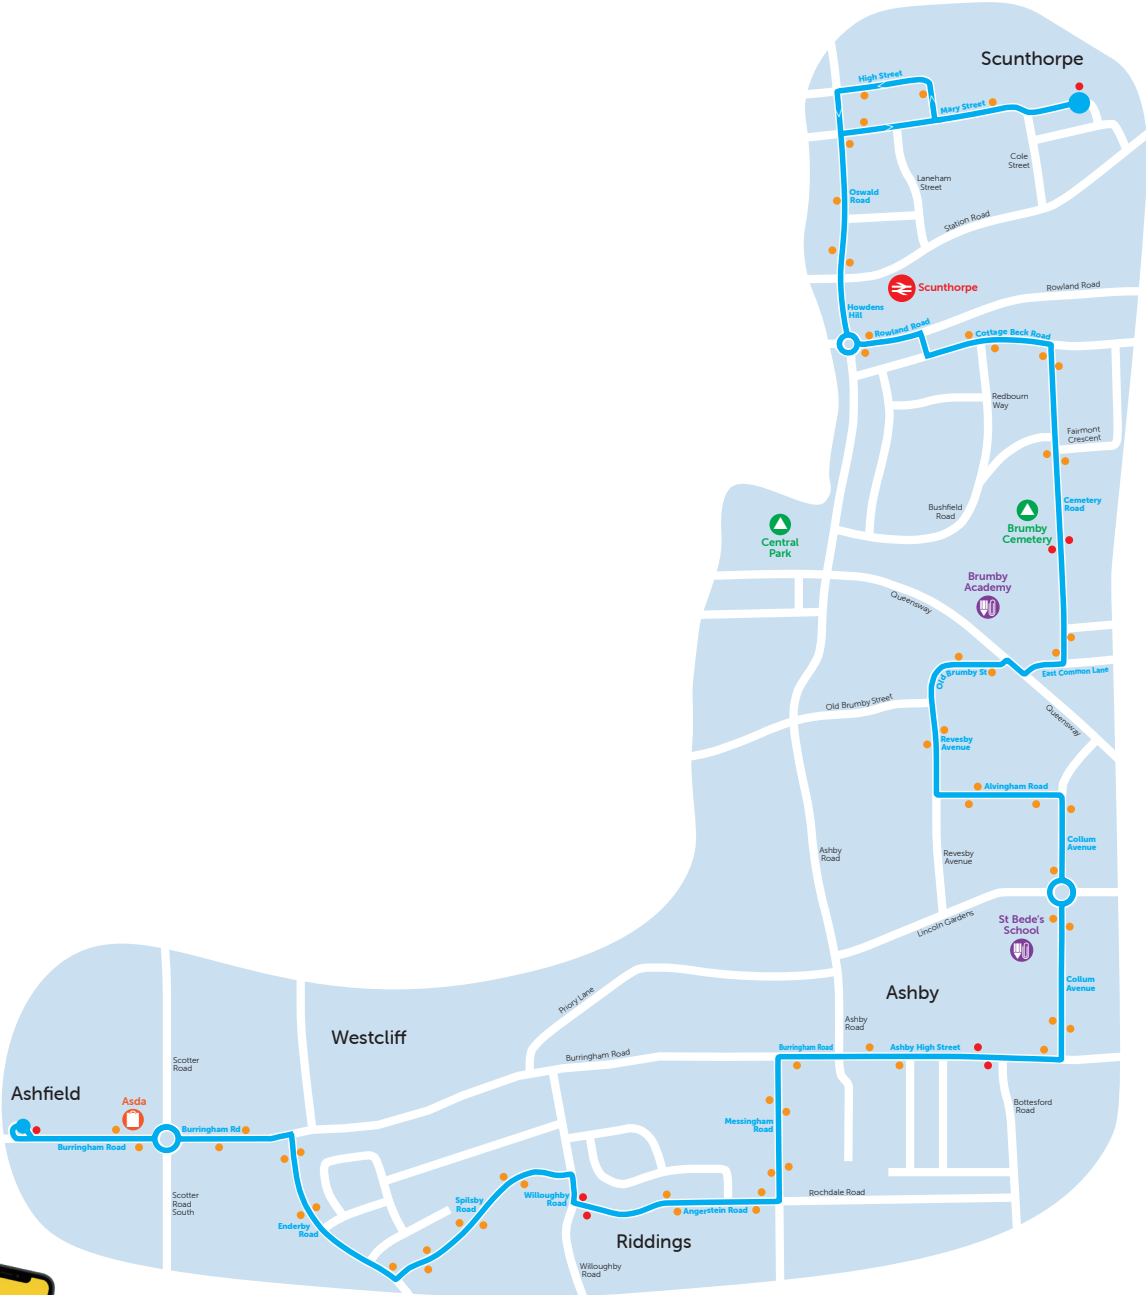 Scunthorpe
High Street
Mary Street
Cole
Street
Laneham
Street
Oswald
Road
Station Road
Scunthorpe
Rowland Road
Howdens
Hill
Rowland Road
Cottage Beck Road
Redbourn
Way
Fairmont
Crescent
Cemetery
Road
Bushfield
Road
Brumby
Cemetery
Central
Park
Brumby
Academy
Queensway
Old Brumby St
East Common Lane
Old Brumby Street
Queensway
Revesby
Avenue
Alvingham Road
Collum
Avenue
Ashby
Road
Revesby
Avenue
Lincoln Gardens
St Bede's
School
Collum
Avenue
Ashby
Priory Lane
Ashby
Road
Westcliff
Burringham Road
Burringham Road
Ashby High Street
Scotter
Road
Ashfield
Asda
Bottesford
Road
Messingham
Road
Burringham Rd
Burringham Road
Scotter
Road
South
Enderby
Road
Spilsby
Road
Willoughby
Road
Rochdale Road
Angerstein Road
Riddings
Willoughby
Road